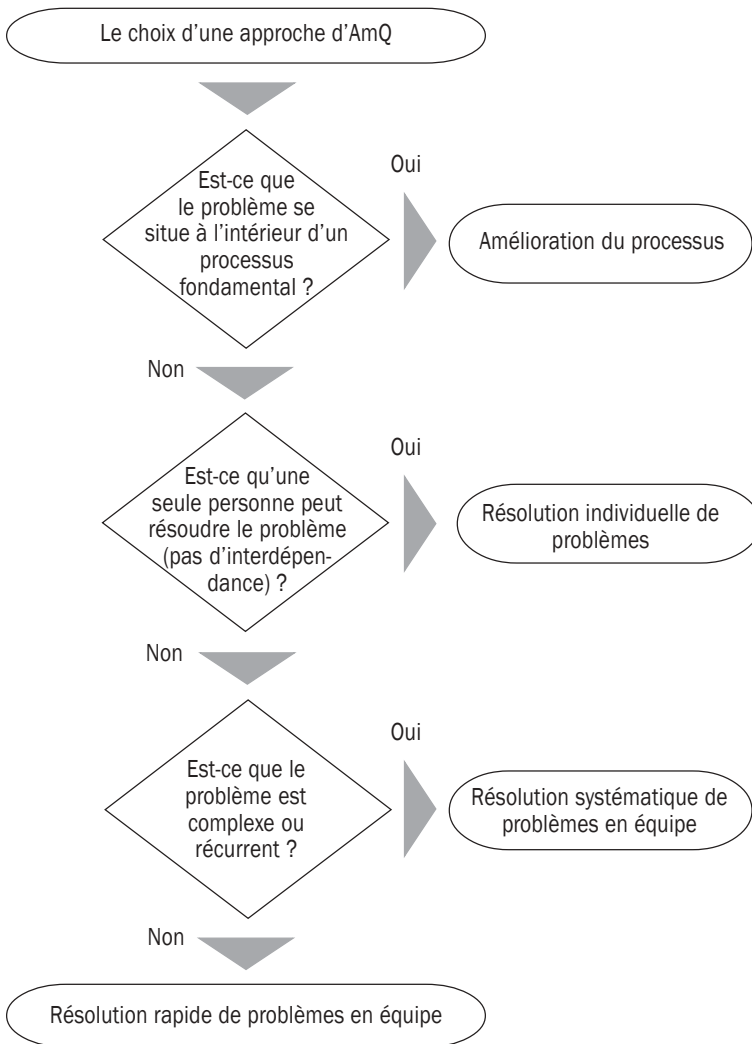 Le choix d'une approche d'AmQ
Oui
Est-ce que
le problème se
situe à l'intérieur d'un
processus
fondamental ?
Amélioration du processus
Non
Oui
Est-ce qu'une
seule personne peut
résoudre le problème
(pas d'interdépen-
dance) ?
Résolution individuelle de
problèmes
Non
Oui
Est-ce que le
problème est
complexe ou
récurrent ?
Résolution systématique de
problèmes en équipe
Non
Résolution rapide de problèmes en équipe